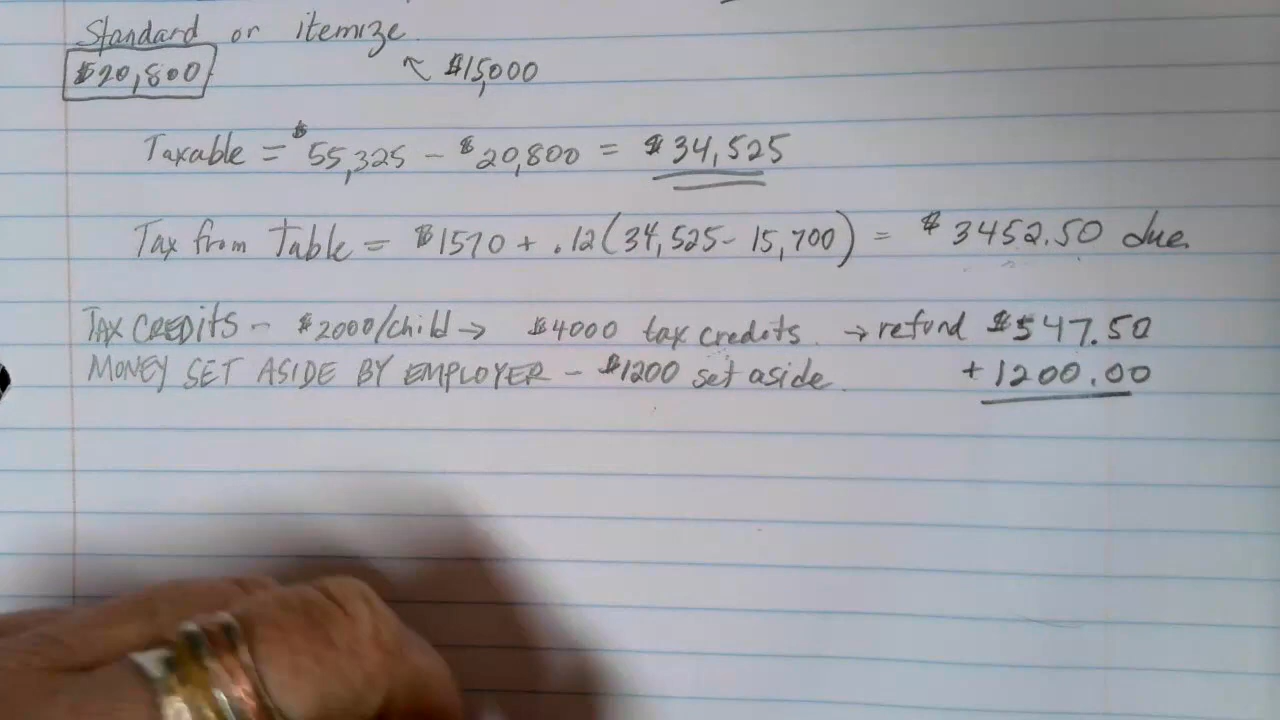 Standard or itemize.
$20,800 ↖ $15,000
Taxable = $55,325 - $20,800 = $34,525
Tax from table = $1570 + .12(34,525 - 15,700) = $3452.50 due.
TAX CREDITS - $2000/child → $4000 tax credits. → refund $547.50
MONEY SET ASIDE BY EMPLOYER - $1200 set aside. + 1200.00